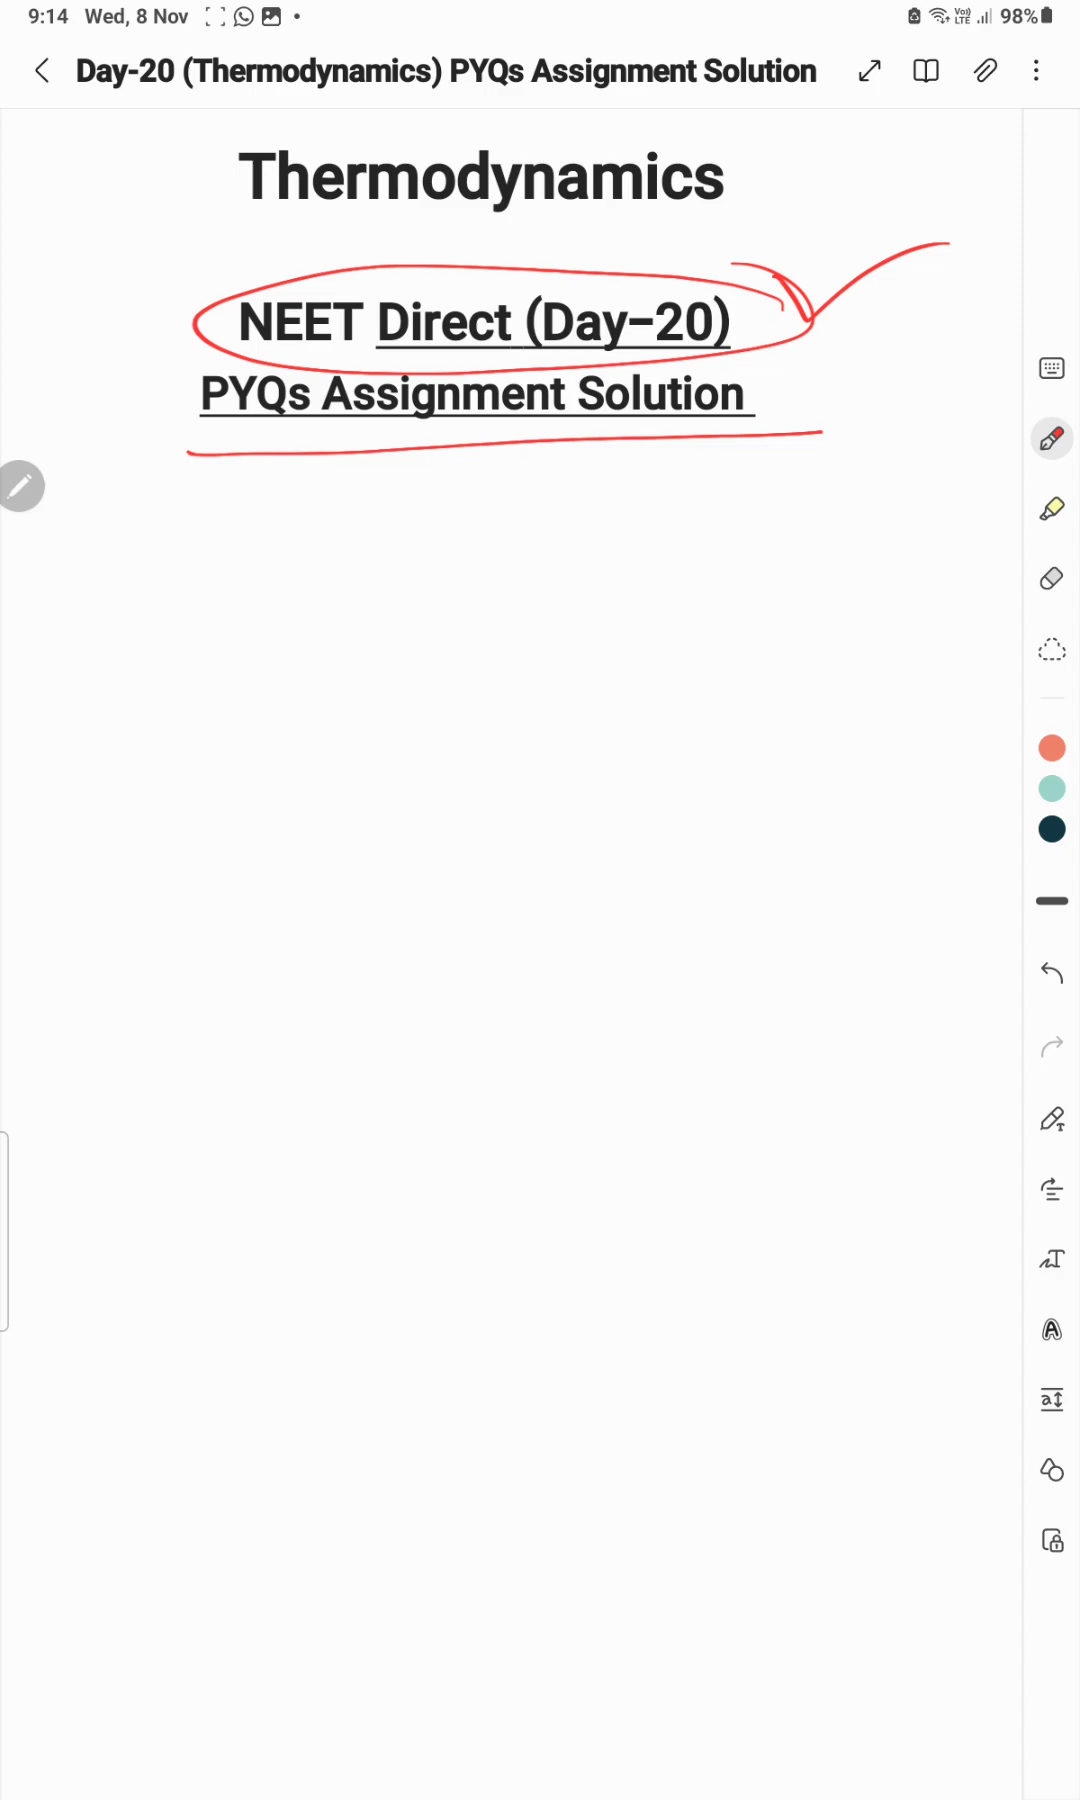 9:14 Wed, 8 Nov 98%
Day-20 (Thermodynamics) PYQs Assignment Solution
Thermodynamics
NEET Direct (Day-20)
PYQs Assignment Solution